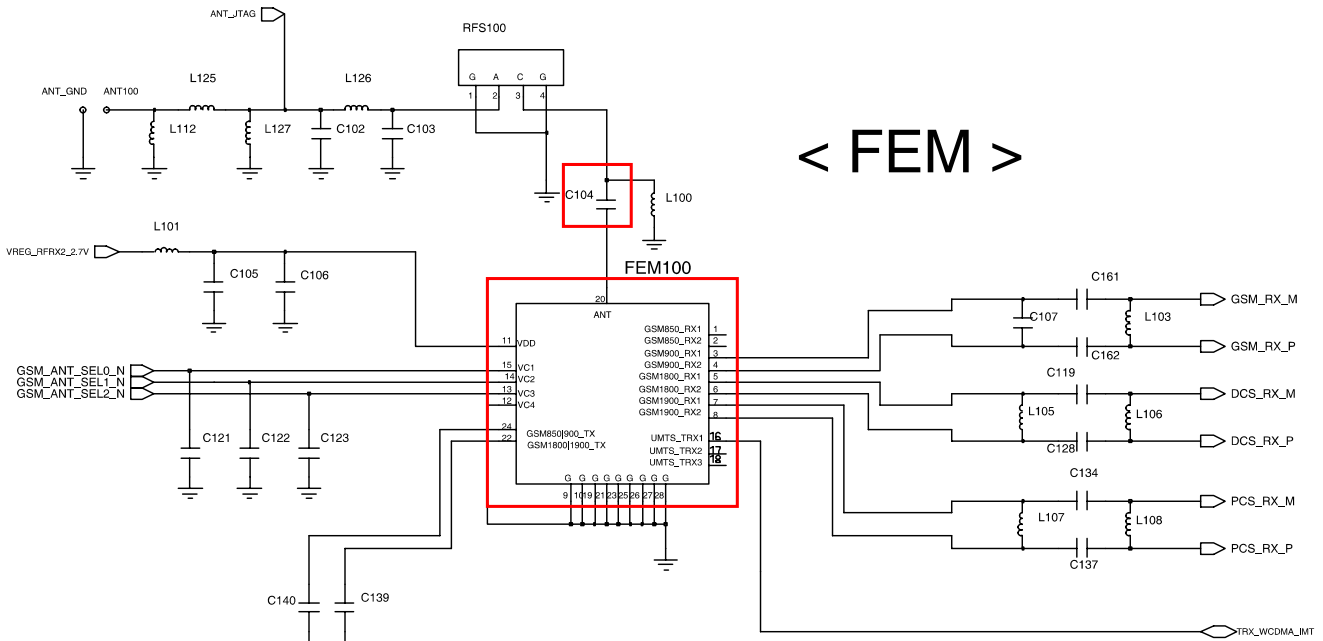 ANT_JTAG
RFS100
G A C G
1 2 3 4
L125
L126
ANT_GND
ANT100
L112
L127
C102
C103
< FEM >
C104
L100
L101
VREG_RFRX2_2.7V
C105
C106
FEM100
20
ANT
C161
GSM_RX_M
C107
L103
GSM_RX_P
C162
11
VDD
GSM850_RX1
1
GSM850_RX2
2
GSM900_RX1
3
GSM900_RX2
4
GSM1800_RX1
5
GSM1800_RX2
6
GSM1900_RX1
7
GSM1900_RX2
8
GSM_ANT_SEL0_N
15
VC1
GSM_ANT_SEL1_N
14
VC2
GSM_ANT_SEL2_N
13
VC3
12
VC4
C119
DCS_RX_M
L105
L106
DCS_RX_P
C128
C121
C122
C123
24
GSM850|900_TX
22
GSM1800|1900_TX
UMTS_TRX1
16
UMTS_TRX2
17
UMTS_TRX3
18
G G G G G G G G G
9 10 19 21 23 25 26 27 28
C134
PCS_RX_M
L107
L108
PCS_RX_P
C137
C140
C139
TRX_WCDMA_IMT